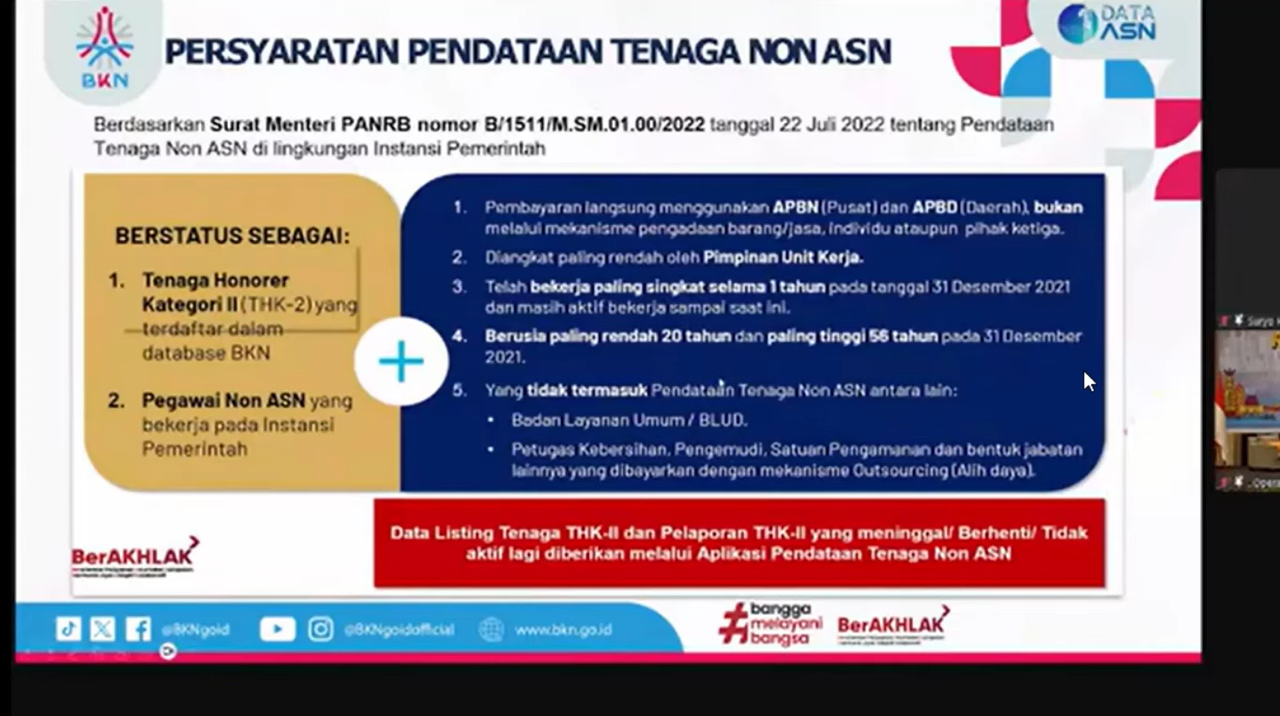 BKN
PERSYARATAN PENDATAAN TENAGA NON ASN
DATA
ASN
Berdasarkan Surat Menteri PANRB nomor B/1511/M.SM.01.00/2022 tanggal 22 Juli 2022 tentang Pendataan
Tenaga Non ASN di lingkungan Instansi Pemerintah
BERSTATUS SEBAGAI:
1. Tenaga Honorer
Kategori II (THK-2) yang
terdaftar dalam
database BKN
2. Pegawai Non ASN yang
bekerja pada Instansi
Pemerintah
1. Pembayaran langsung menggunakan APBN (Pusat) dan APBD (Daerah), bukan
melalui mekanisme pengadaan barang/jasa, individu ataupun pihak ketiga.
2. Diangkat paling rendah oleh Pimpinan Unit Kerja.
3. Telah bekerja paling singkat selama 1 tahun pada tanggal 31 Desember 2021
dan masih aktif bekerja sampai saat ini.
4. Berusia paling rendah 20 tahun dan paling tinggi 56 tahun pada 31 Desember
2021.
5. Yang tidak termasuk Pendataan Tenaga Non ASN antara lain:
• Badan Layanan Umum / BLUD.
• Petugas Kebersihan, Pengemudi, Satuan Pengamanan dan bentuk jabatan
lainnya yang dibayarkan dengan mekanisme Outsourcing (Alih daya).
Data Listing Tenaga THK-II dan Pelaporan THK-II yang meninggal/ Berhenti/ Tidak
aktif lagi diberikan melalui Aplikasi Pendataan Tenaga Non ASN
BerAKHLAK
@BKNgoid
@BKNgoidofficial
www.bkn.go.id
#bangga
melayani
bangsa
BerAKHLAK